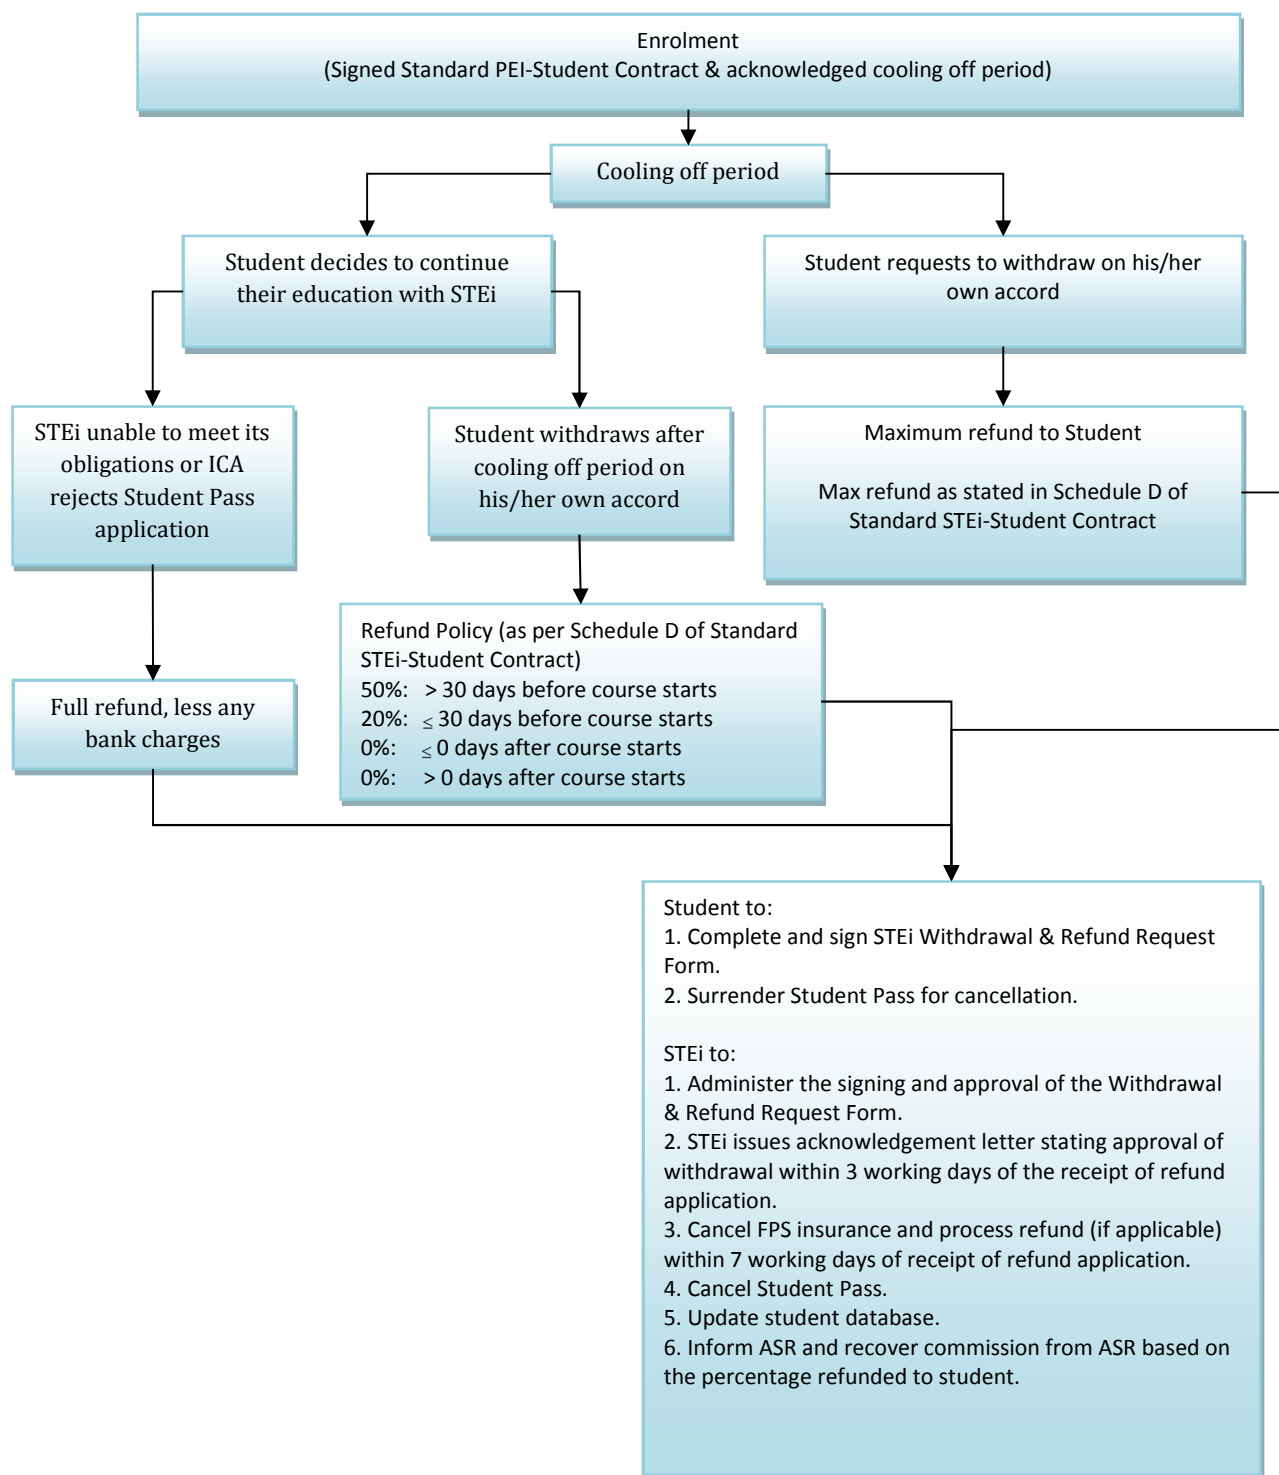 Enrolment
(Signed Standard PEI-Student Contract & acknowledged cooling off period)
Cooling off period
Student decides to continue
their education with STEi
Student requests to withdraw on his/her
own accord
STEi unable to meet its
obligations or ICA
rejects Student Pass
application
Student withdraws after
cooling off period on
his/her own accord
Maximum refund to Student
Max refund as stated in Schedule D of
Standard STEi-Student Contract
Full refund, less any
bank charges
Refund Policy (as per Schedule D of Standard
STEi-Student Contract)
50%: > 30 days before course starts
20%: ≤ 30 days before course starts
0%: ≤ 0 days after course starts
0%: > 0 days after course starts
Student to:
1. Complete and sign STEi Withdrawal & Refund Request
Form.
2. Surrender Student Pass for cancellation.
STEi to:
1. Administer the signing and approval of the Withdrawal
& Refund Request Form.
2. STEi issues acknowledgement letter stating approval of
withdrawal within 3 working days of the receipt of refund
application.
3. Cancel FPS insurance and process refund (if applicable)
within 7 working days of receipt of refund application.
4. Cancel Student Pass.
5. Update student database.
6. Inform ASR and recover commission from ASR based on
the percentage refunded to student.